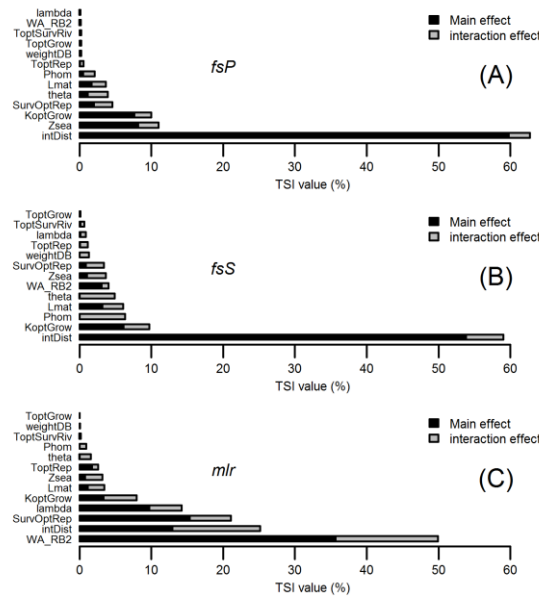 lambda
WA_RB2
ToptSurvRiv
ToptGrow
weightDB
ToptRep
Phom
Lmat
theta
SurvOptRep
KoptGrow
Zsea
intDist
fsP
Main effect
interaction effect
(A)
0 10 20 30 40 50 60
TSI value (%)
ToptGrow
ToptSurvRiv
lambda
ToptRep
weightDB
SurvOptRep
Zsea
WA_RB2
theta
Lmat
Phom
KoptGrow
intDist
fsS
Main effect
interaction effect
(B)
0 10 20 30 40 50 60
TSI value (%)
ToptGrow
weightDB
ToptSurvRiv
Phom
theta
ToptRep
Zsea
Lmat
KoptGrow
lambda
SurvOptRep
intDist
WA_RB2
mlr
Main effect
interaction effect
(C)
0 10 20 30 40 50 60
TSI value (%)